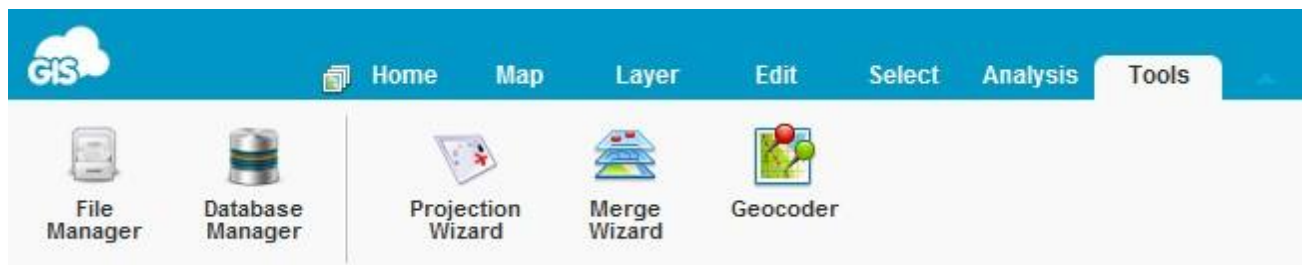 GIS
Home Map Layer Edit Select Analysis Tools
File Manager
Database Manager
Projection Wizard
Merge Wizard
Geocoder